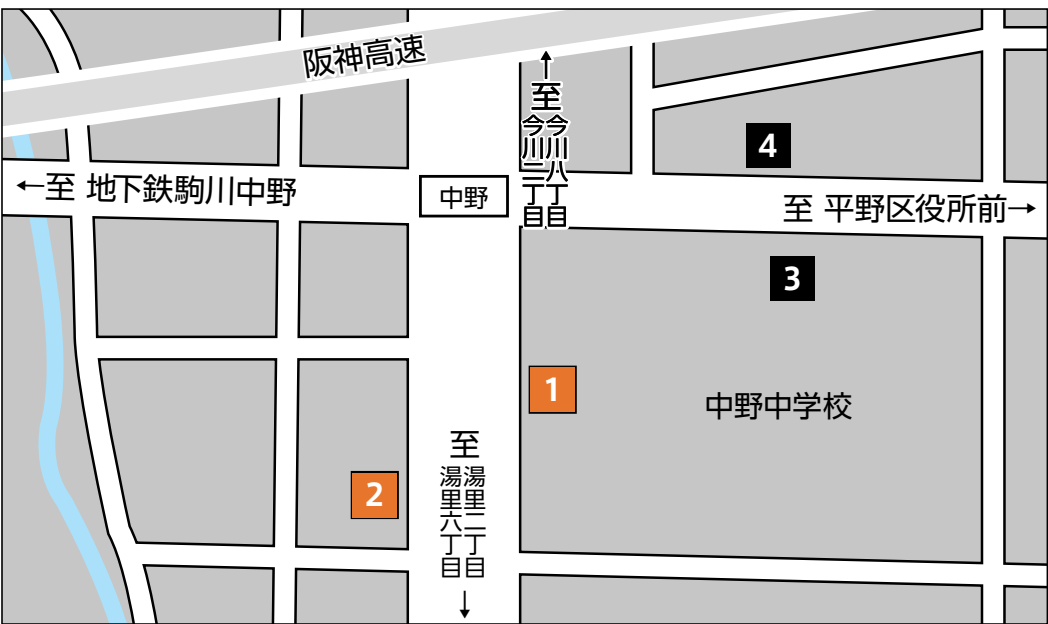 阪神高速
↑
至
今川八丁目
今川二丁目
4
←至 地下鉄駒川中野
中野
至 平野区役所前→
3
1
中野中学校
2
至
湯里二丁目
湯里六丁目
↓